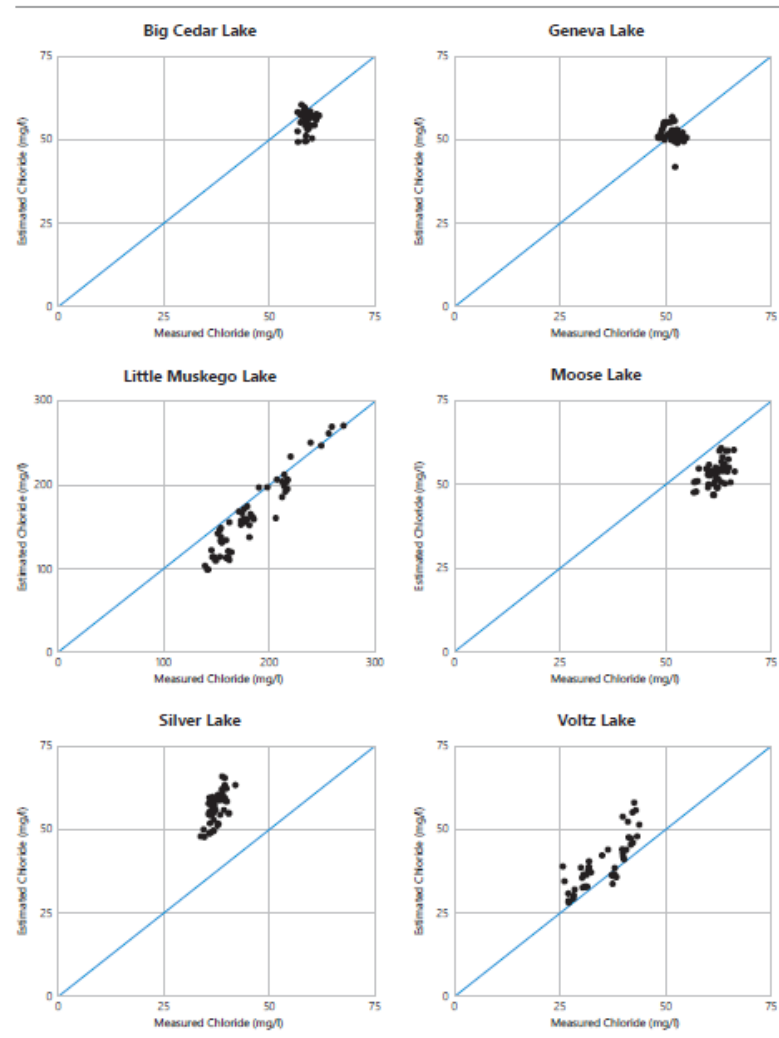 Big Cedar Lake
75
50
25
0
Estimated Chloride (mg/l)
0 25 50 75
Measured Chloride (mg/l)
Geneva Lake
75
50
25
0
Estimated Chloride (mg/l)
0 25 50 75
Measured Chloride (mg/l)
Little Muskego Lake
300
200
100
0
Estimated Chloride (mg/l)
0 100 200 300
Measured Chloride (mg/l)
Moose Lake
75
50
25
0
Estimated Chloride (mg/l)
0 25 50 75
Measured Chloride (mg/l)
Silver Lake
75
50
25
0
Estimated Chloride (mg/l)
0 25 50 75
Measured Chloride (mg/l)
Voltz Lake
75
50
25
0
Estimated Chloride (mg/l)
0 25 50 75
Measured Chloride (mg/l)